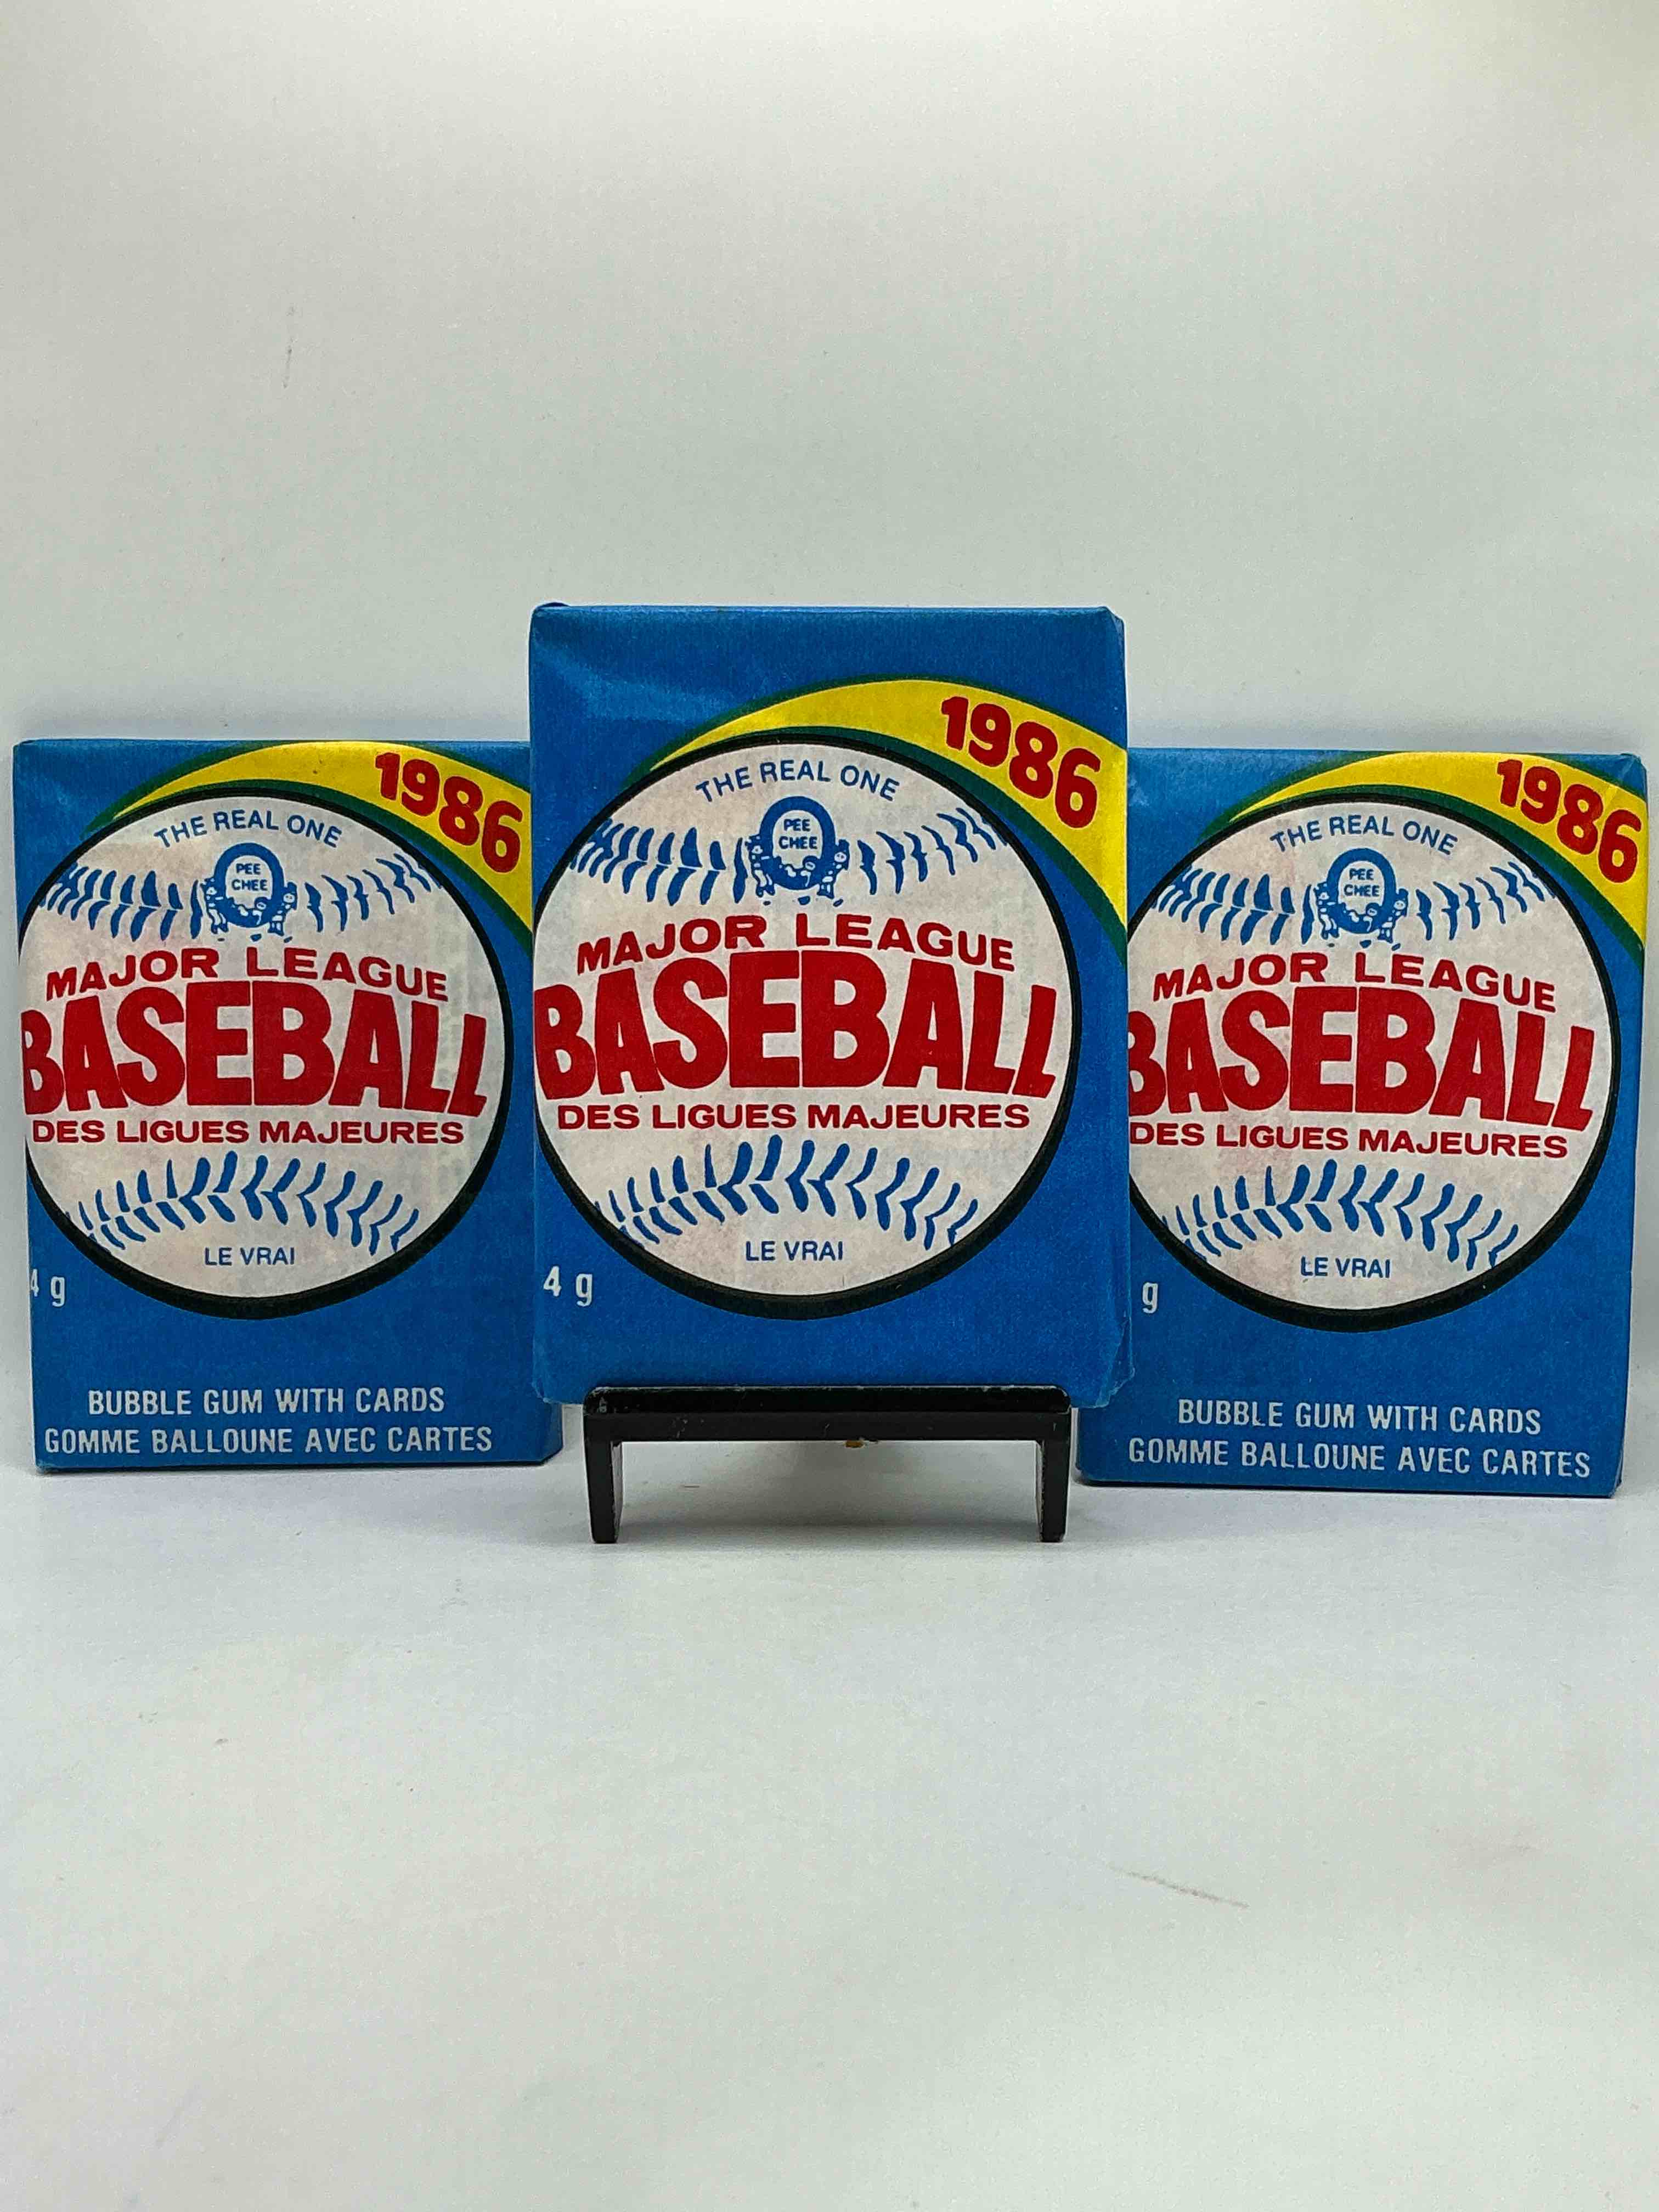 1986
THE REAL ONE
PEE
CHEE
MAJOR LEAGUE
BASEBALL
DES LIGUES MAJEURES
LE VRAI
4 g
BUBBLE GUM WITH CARDS
GOMME BALLOUNE AVEC CARTES
1986
THE REAL ONE
PEE
CHEE
MAJOR LEAGUE
BASEBALL
DES LIGUES MAJEURES
LE VRAI
4 g
1986
THE REAL ONE
PEE
CHEE
MAJOR LEAGUE
BASEBALL
DES LIGUES MAJEURES
LE VRAI
g
BUBBLE GUM WITH CARDS
GOMME BALLOUNE AVEC CARTES